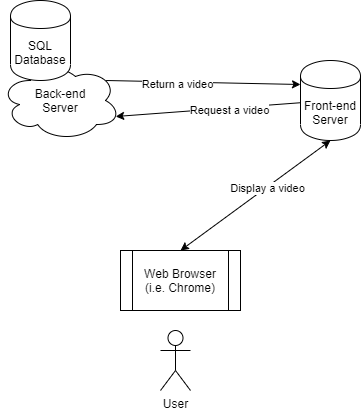 SQL
Database
Back-end
Server
Return a video
Request a video
Front-end
Server
Display a video
Web Browser
(i.e. Chrome)
User